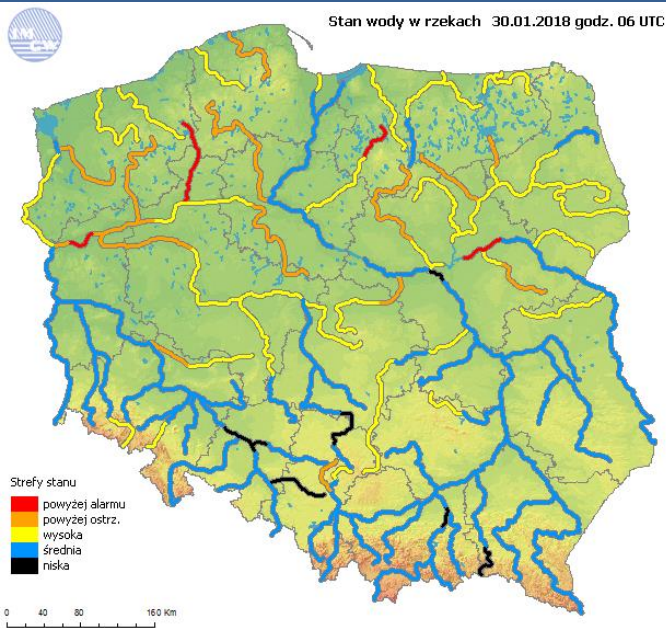 IMGW
Stan wody w rzekach 30.01.2018 godz. 06 UTC
Strefy stanu
powyżej alarmu
powyżej ostrz.
wysoka
średnia
niska
0 40 80 160 Km